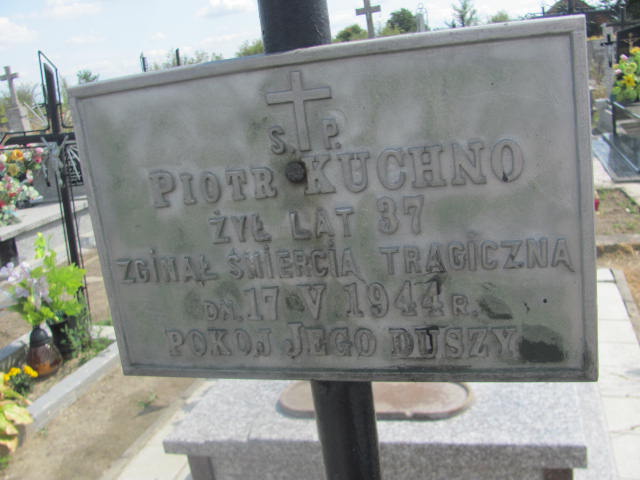 Ś.P.
PIOTR KUCHNO
ŻYŁ LAT 37
ZGINĄŁ ŚMIERCIĄ TRAGICZNĄ
DN. 17 V 1944 R.
POKÓJ JEGO DUSZY